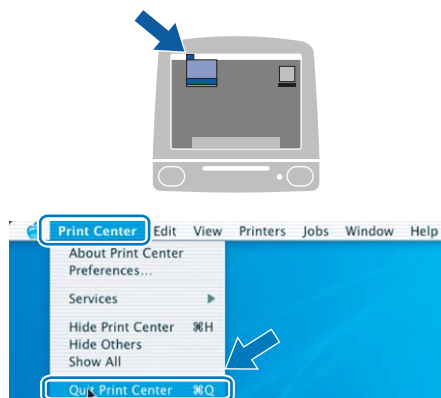 Print Center Edit View Printers Jobs Window Help
About Print Center
Preferences...
Services
Hide Print Center ⌘H
Hide Others
Show All
Quit Print Center ⌘Q